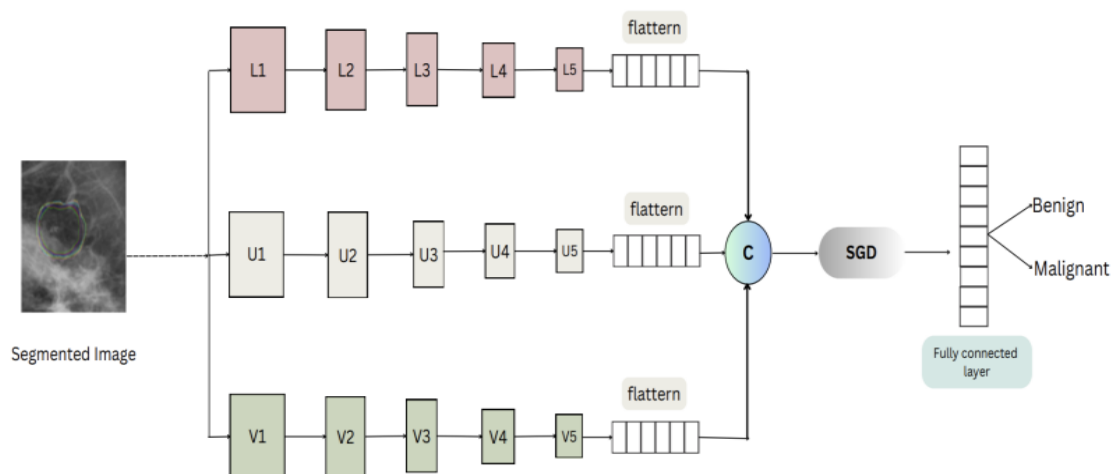 flattern
L1
L2
L3
L4
L5
Segmented Image
flattern
U1
U2
U3
U4
U5
C
SGD
Benign
Malignant
Fully connected
layer
flattern
V1
V2
V3
V4
V5